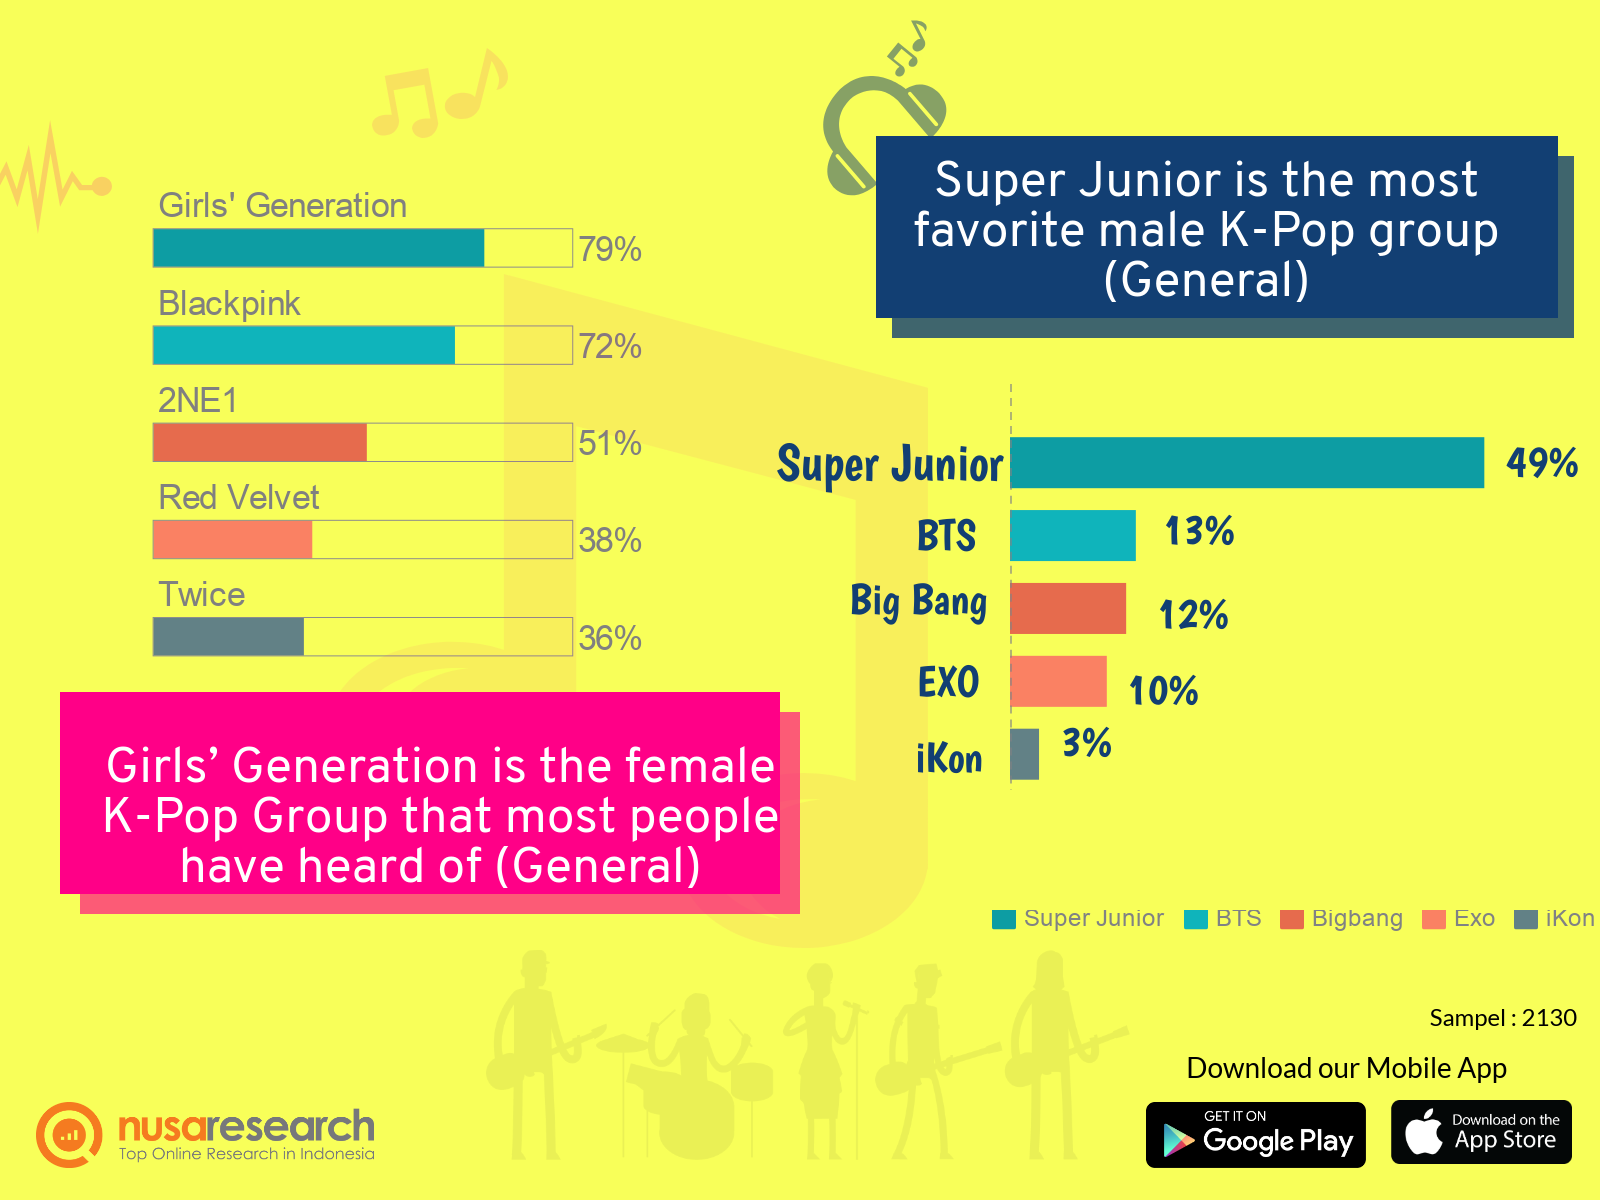 Girls' Generation
79%
Blackpink
72%
2NE1
51%
Red Velvet
38%
Twice
36%
Girls’ Generation is the female
K-Pop Group that most people
have heard of (General)
Super Junior is the most
favorite male K-Pop group
(General)
Super Junior 49%
BTS 13%
Big Bang 12%
EXO 10%
iKon 3%
Super Junior BTS Bigbang Exo iKon
Sampel : 2130
Download our Mobile App
GET IT ON
Google Play
Download on the
App Store
nusaresearch
Top Online Research in Indonesia